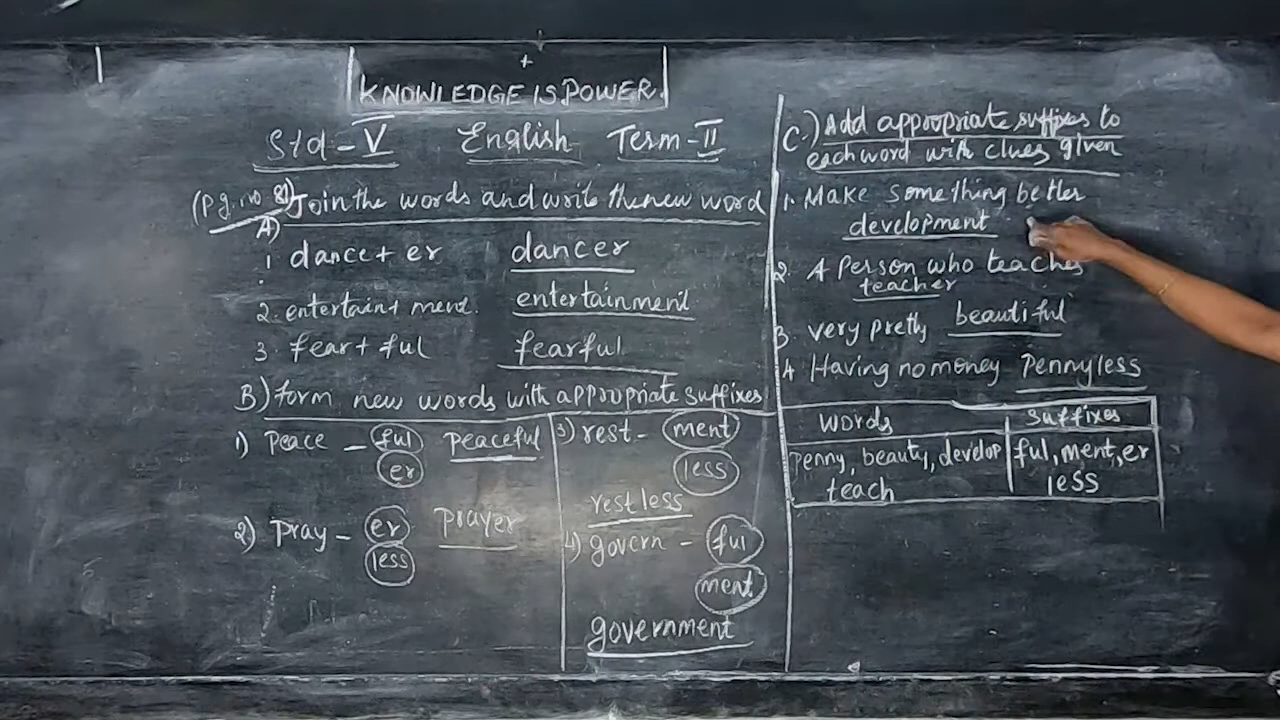 KNOWLEDGE IS POWER.
Std - V English Term - II
(Pg. no 81) Join the words and write the new word
A)
1. dance + er dancer
2. entertain + ment. entertainment
3. fear + ful fearful
B) Form new words with appropriate suffixes
1) Peace - ful peaceful
er
2) Pray - er Prayer
less
3) rest - ment
less
restless
4) govern - ful
ment
government
C.) Add appropriate suffixes to
each word with clues given
1. Make something better
development
2. A Person who teaches
teacher
3 very pretty beautiful
4. Having no money Pennyless
words suffixes
Penny, beauty, develop ful, ment, er
teach less